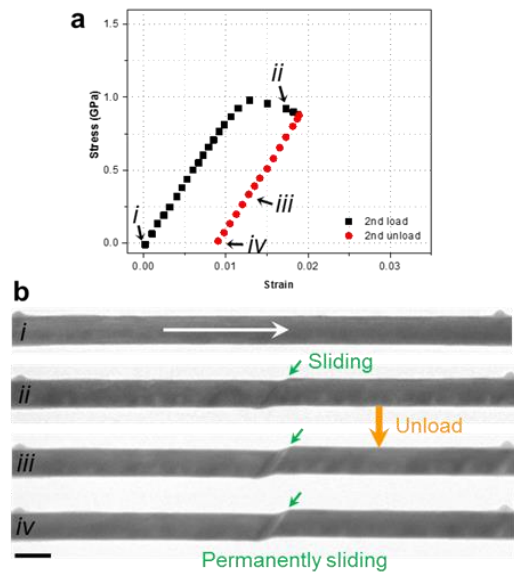 a
1.5
1.0
0.5
0.0
Stress (GPa)
i
ii
iii
iv
2nd load
2nd unload
0.00
0.01
0.02
0.03
Strain
b
i
ii
Sliding
Unload
iii
iv
Permanently sliding